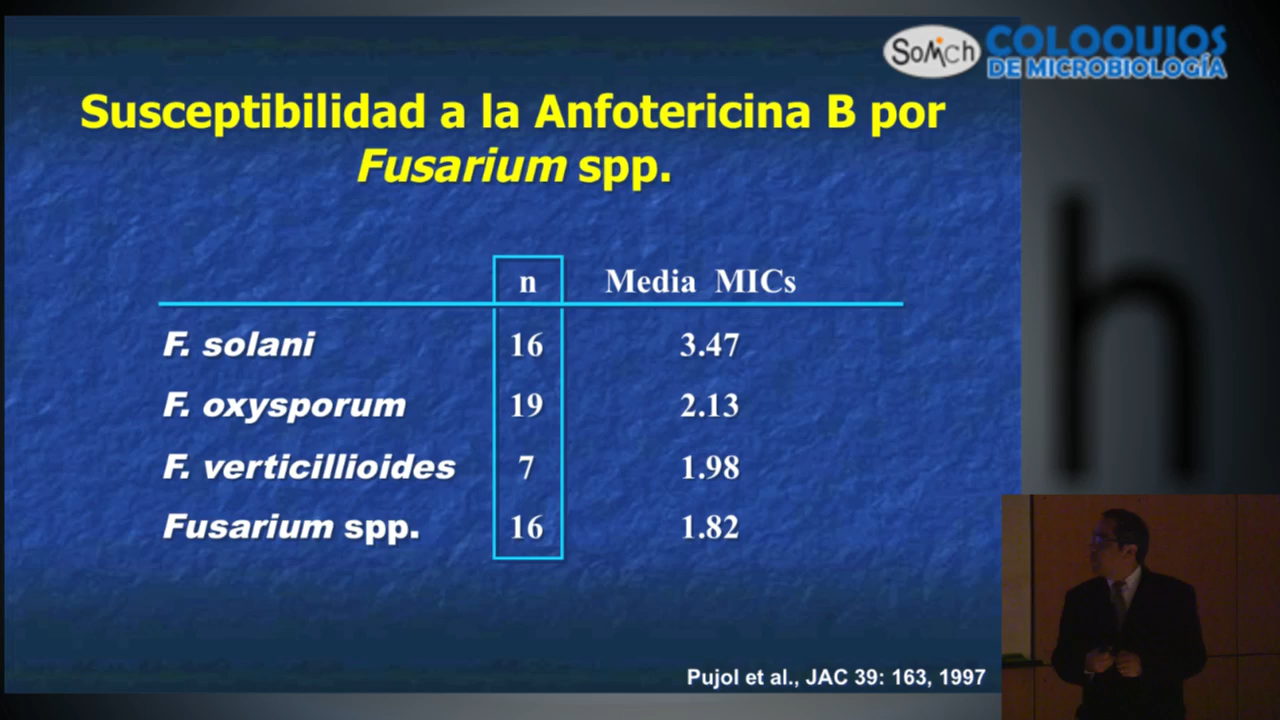 SoMich COLOQUIOS
DE MICROBIOLOGÍA
Susceptibilidad a la Anfotericina B por
Fusarium spp.
n Media MICs
F. solani 16 3.47
F. oxysporum 19 2.13
F. verticillioides 7 1.98
Fusarium spp. 16 1.82
Pujol et al., JAC 39: 163, 1997
h